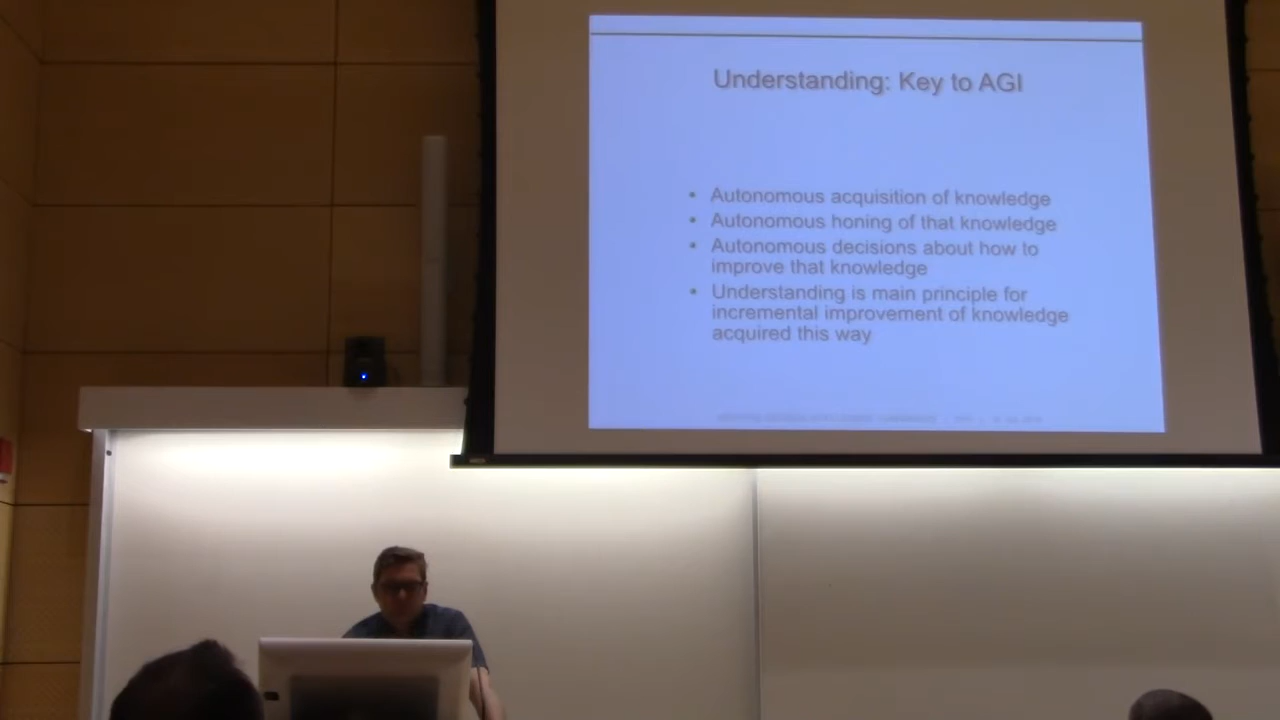 Understanding: Key to AGI
• Autonomous acquisition of knowledge
• Autonomous honing of that knowledge
• Autonomous decisions about how to
improve that knowledge
• Understanding is main principle for
incremental improvement of knowledge
acquired this way